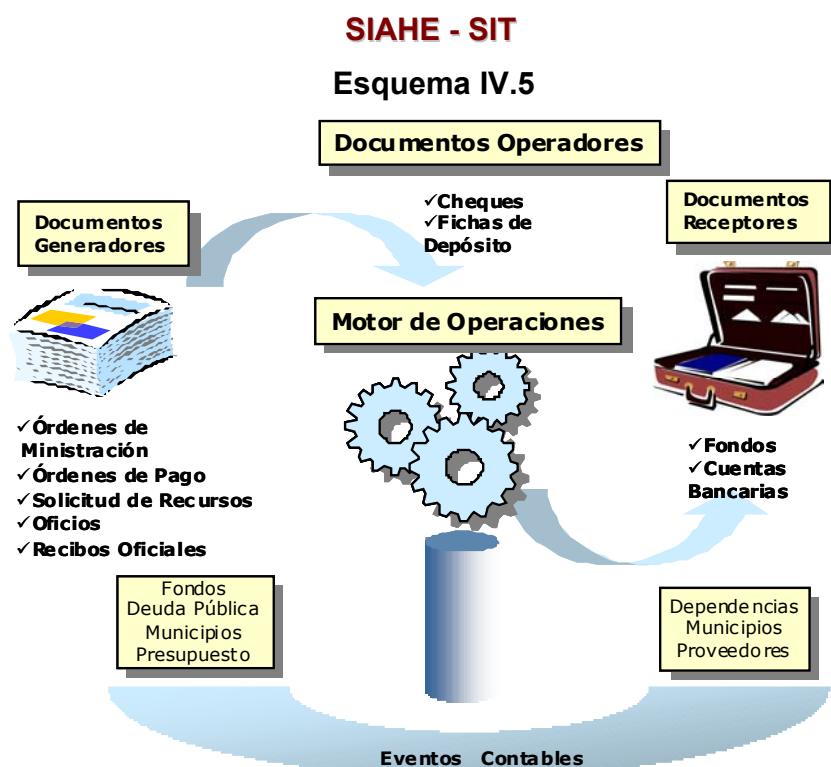 SIAHE - SIT
Esquema IV.5
Documentos Operadores
✓Cheques
✓Fichas de
Depósito
Documentos
Generadores
Documentos
Receptores
Motor de Operaciones
✓Órdenes de
Ministración
✓Órdenes de Pago
✓Solicitud de Recursos
✓Oficios
✓Recibos Oficiales
✓Fondos
✓Cuentas
Bancarias
Fondos
Deuda Pública
Municipios
Presupuesto
Dependencias
Municipios
Proveedores
Eventos Contables